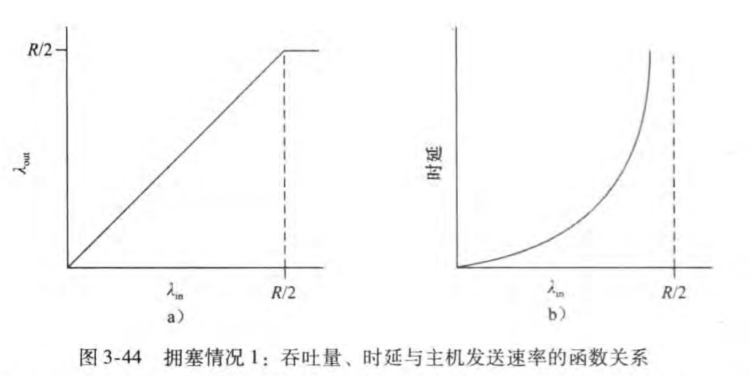 R/2
λout
λin
R/2
a）
时延
λin
R/2
b）
图 3-44 拥塞情况 1：吞吐量、时延与主机发送速率的函数关系